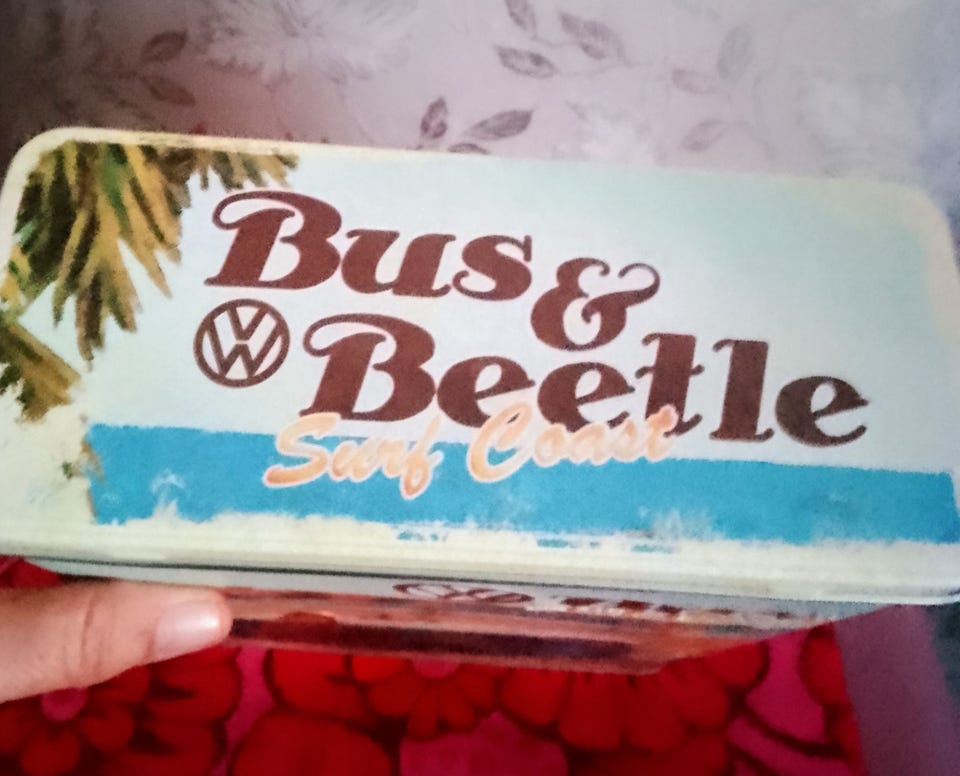 Bus &
Beetle
Surf Coast